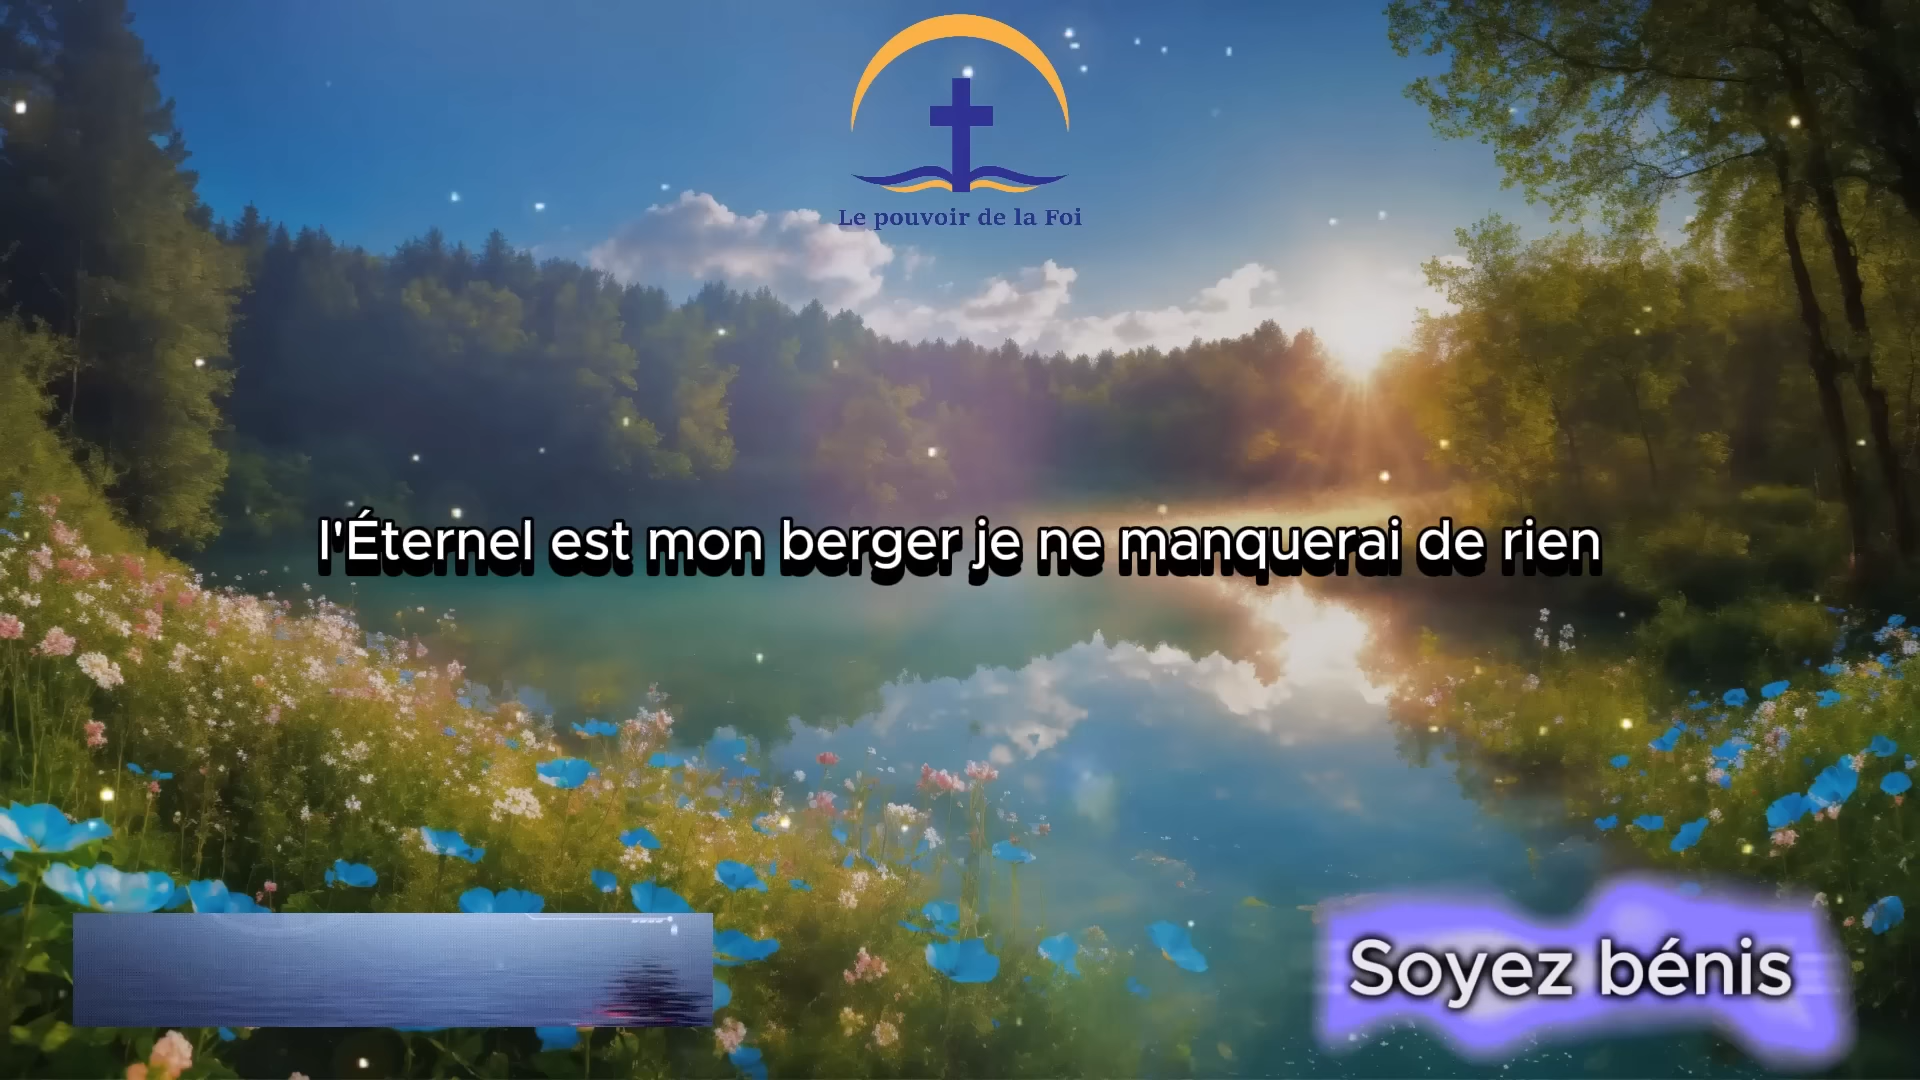 Le pouvoir de la Foi
l'Éternel est mon berger je ne manquerai de rien
Soyez bénis